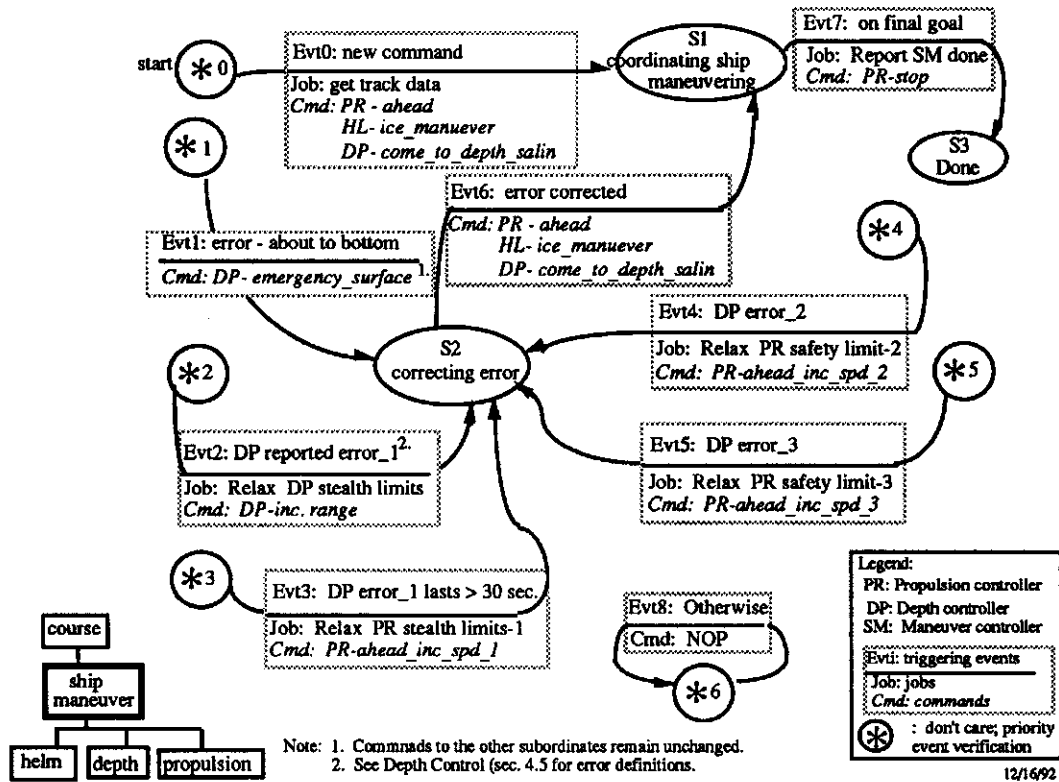 start
* 0
Evt0: new command
Job: get track data
Cmd: PR - ahead
HL- ice_manuever
DP- come_to_depth_salin
S1
coordinating ship
maneuvering
Evt7: on final goal
Job: Report SM done
Cmd: PR-stop
S3
Done
* 1
Evt1: error - about to bottom
Cmd: DP- emergency_surface 1.
Evt6: error corrected
Cmd: PR - ahead
HL- ice_manuever
DP- come_to_depth_salin
* 4
Evt4: DP error_2
Job: Relax PR safety limit-2
Cmd: PR-ahead_inc_spd_2
S2
correcting error
* 2
Evt2: DP reported error_1 2.
Job: Relax DP stealth limits
Cmd: DP-inc. range
* 5
Evt5: DP error_3
Job: Relax PR safety limit-3
Cmd: PR-ahead_inc_spd_3
* 3
Evt3: DP error_1 lasts > 30 sec.
Job: Relax PR stealth limits-1
Cmd: PR-ahead_inc_spd_1
Evt8: Otherwise
Cmd: NOP
* 6
course
ship
maneuver
helm
depth
propulsion
Legend:
PR: Propulsion controller
DP: Depth controller
SM: Maneuver controller
Evti: triggering events
Job: jobs
Cmd: commands
* : don't care; priority
event verification
Note: 1. Commnads to the other subordinates remain unchanged.
2. See Depth Control (sec. 4.5 for error definitions.
12/16/92